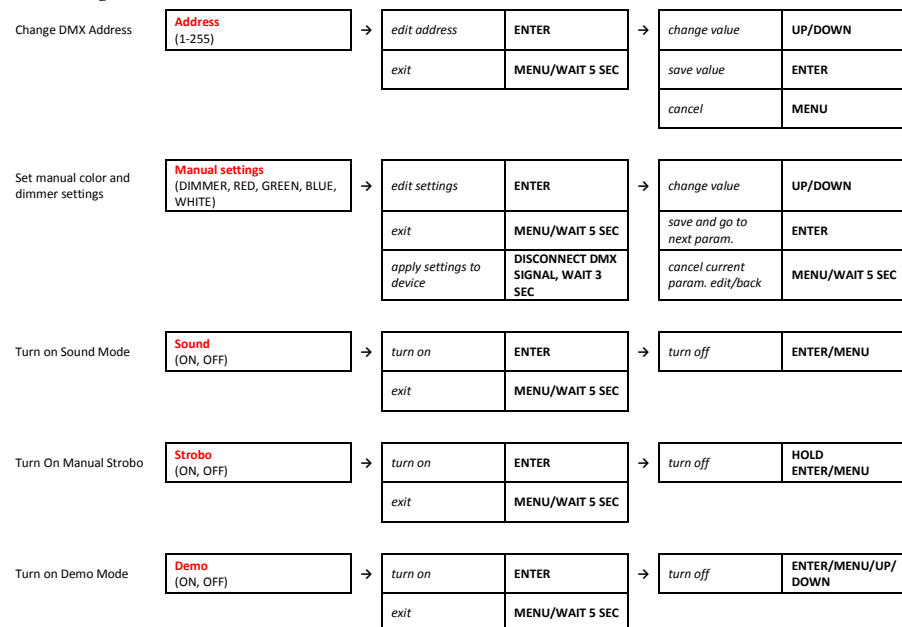 Change DMX Address
Address
(1-255)
→
edit address
ENTER
→
change value
UP/DOWN
exit
MENU/WAIT 5 SEC
save value
ENTER
cancel
MENU
Set manual color and
dimmer settings
Manual settings
(DIMMER, RED, GREEN, BLUE,
WHITE)
→
edit settings
ENTER
→
change value
UP/DOWN
exit
MENU/WAIT 5 SEC
save and go to
next param.
ENTER
apply settings to
device
DISCONNECT DMX
SIGNAL, WAIT 3
SEC
cancel current
param. edit/back
MENU/WAIT 5 SEC
Turn on Sound Mode
Sound
(ON, OFF)
→
turn on
ENTER
→
turn off
ENTER/MENU
exit
MENU/WAIT 5 SEC
Turn On Manual Strobo
Strobo
(ON, OFF)
→
turn on
ENTER
→
turn off
HOLD
ENTER/MENU
exit
MENU/WAIT 5 SEC
Turn on Demo Mode
Demo
(ON, OFF)
→
turn on
ENTER
→
turn off
ENTER/MENU/UP/
DOWN
exit
MENU/WAIT 5 SEC